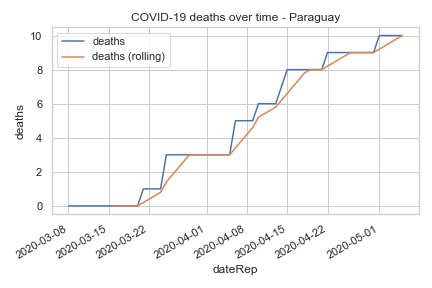 COVID-19 deaths over time - Paraguay
deaths
deaths (rolling)
deaths
10
8
6
4
2
0
2020-03-08
2020-03-15
2020-03-22
2020-04-01
2020-04-08
2020-04-15
2020-04-22
2020-05-01
dateRep